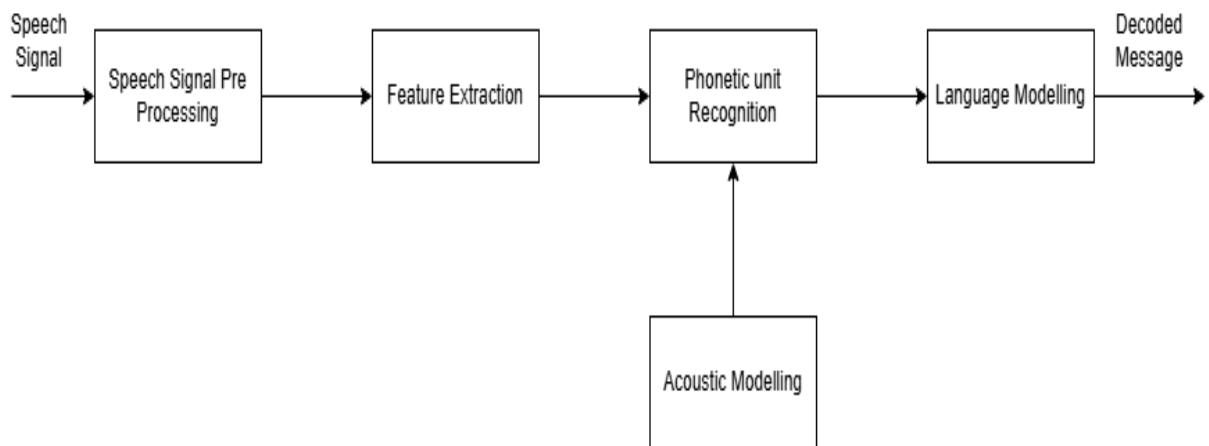 Speech
Signal
Speech Signal Pre
Processing
Feature Extraction
Phonetic unit
Recognition
Language Modelling
Decoded
Message
Acoustic Modelling